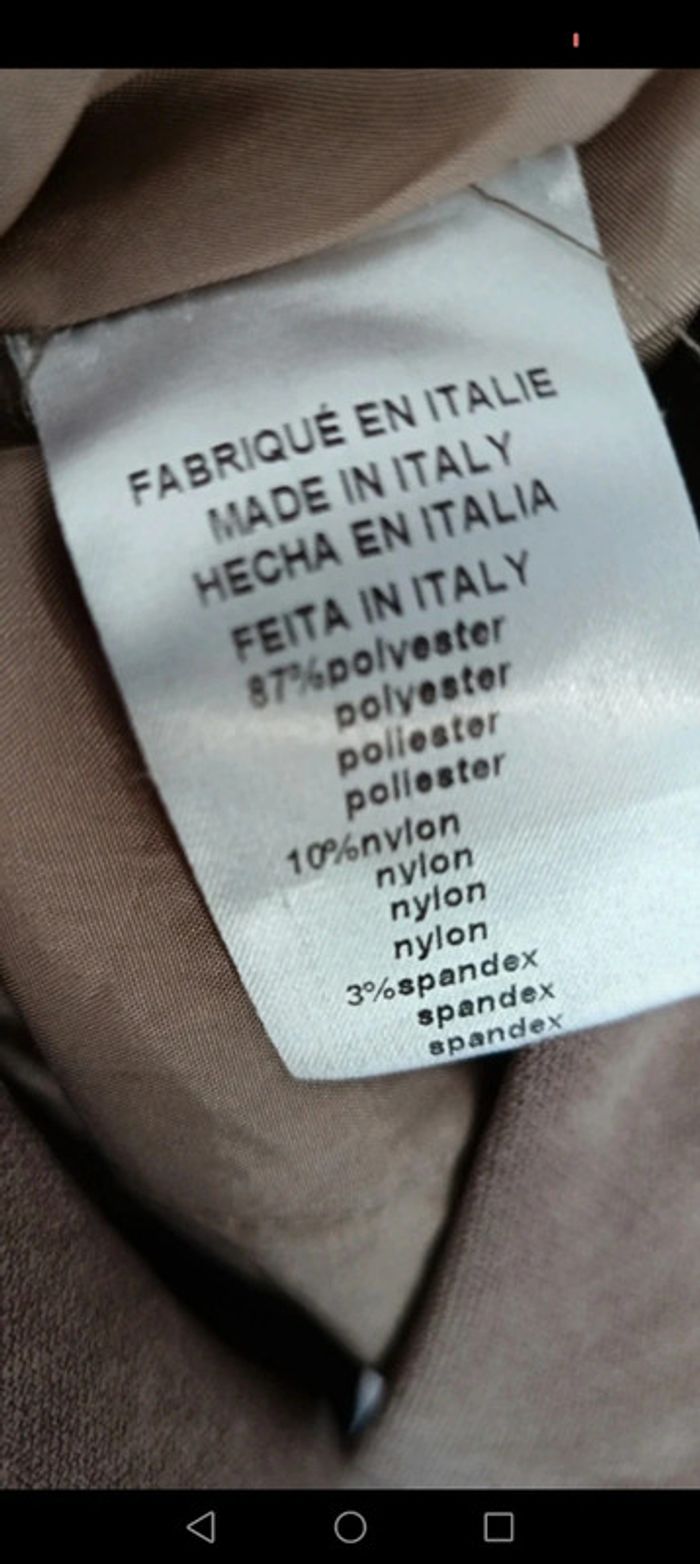 FABRIQUÉ EN ITALIE
MADE IN ITALY
HECHA EN ITALIA
FEITA IN ITALY
87%polyester
polyester
poliester
poliester
10%nylon
nylon
nylon
nylon
3%spandex
spandex
spandex